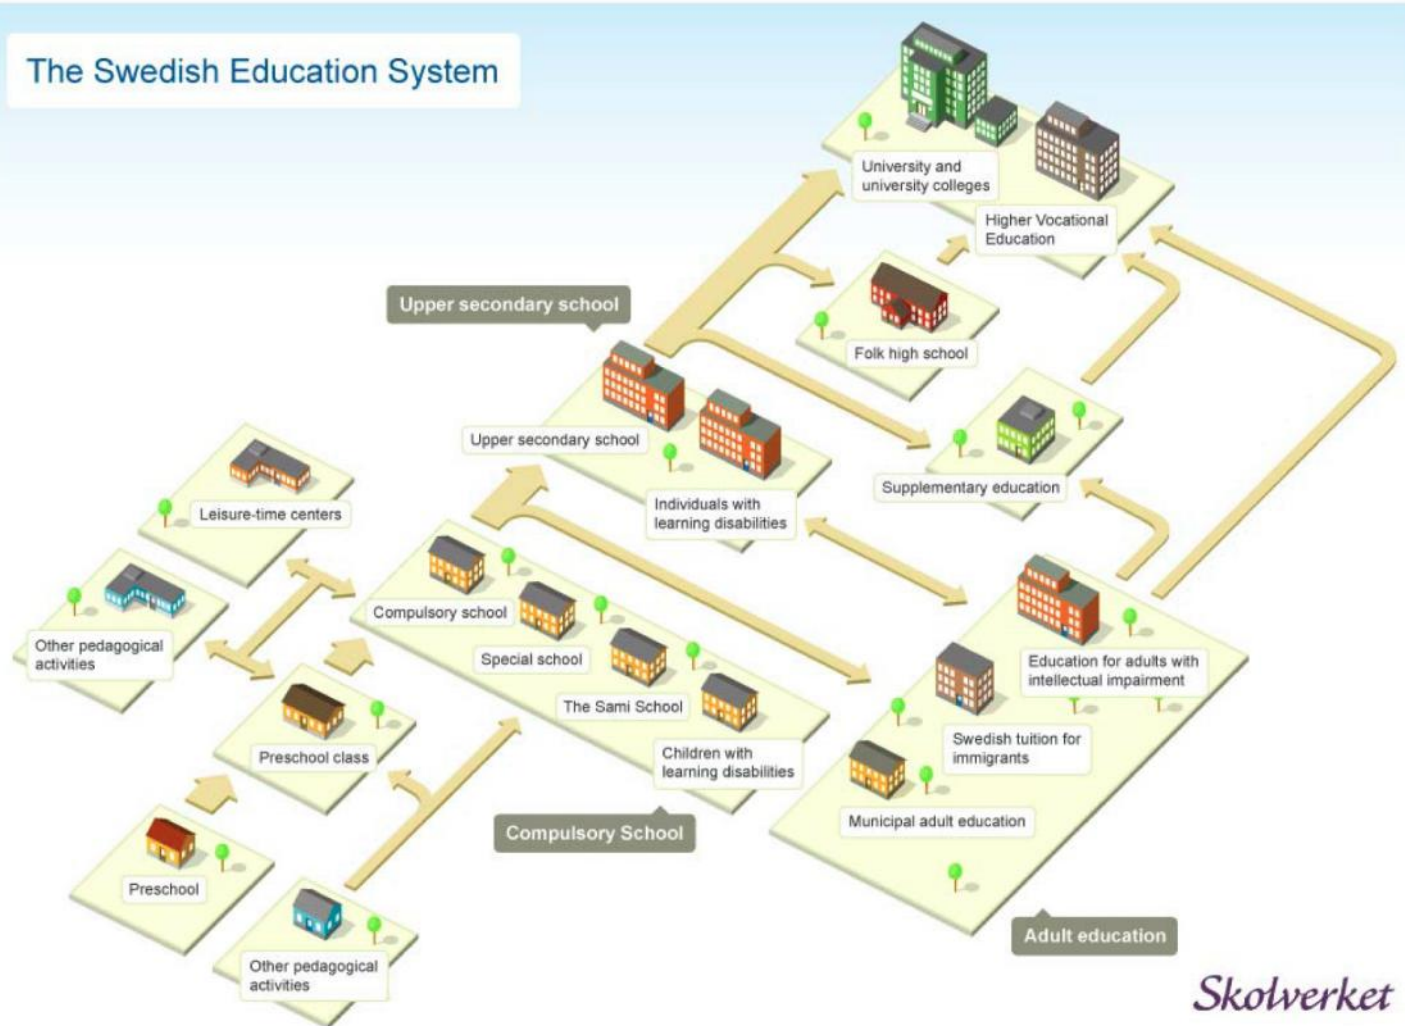 The Swedish Education System
University and
university colleges
Higher Vocational
Education
Upper secondary school
Folk high school
Upper secondary school
Supplementary education
Individuals with
learning disabilities
Leisure-time centers
Compulsory school
Other pedagogical
activities
Special school
Education for adults with
intellectual impairment
The Sami School
Swedish tuition for
immigrants
Preschool class
Children with
learning disabilities
Municipal adult education
Compulsory School
Preschool
Other pedagogical
activities
Adult education
Skolverket